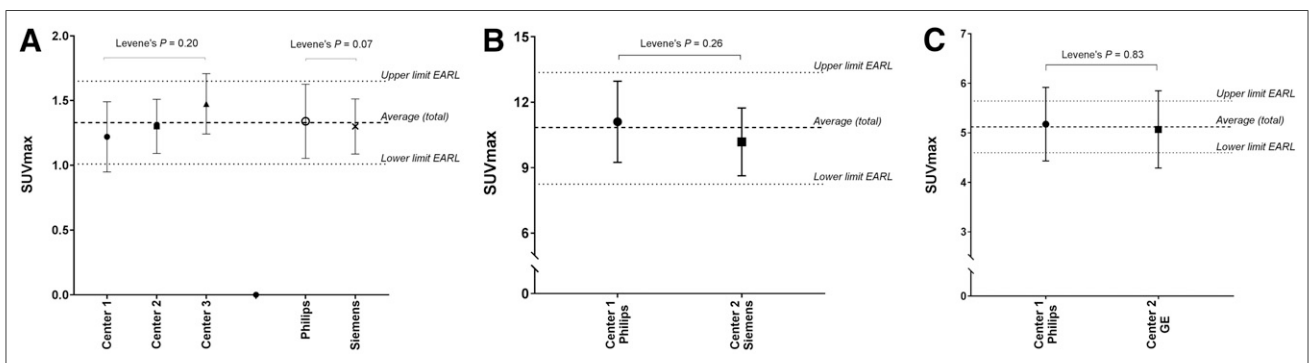 A
SUVmax
2.0
1.5
1.0
0.5
0.0
Levene's P = 0.20
Levene's P = 0.07
Upper limit EARL
Average (total)
Lower limit EARL
Center 1
Center 2
Center 3
Philips
Siemens
B
SUVmax
15
12
9
6
0
Levene's P = 0.26
Upper limit EARL
Average (total)
Lower limit EARL
Center 1
Philips
Center 2
Siemens
C
SUVmax
7
6
5
4
3
0
Levene's P = 0.83
Upper limit EARL
Average (total)
Lower limit EARL
Center 1
Philips
Center 2
GE